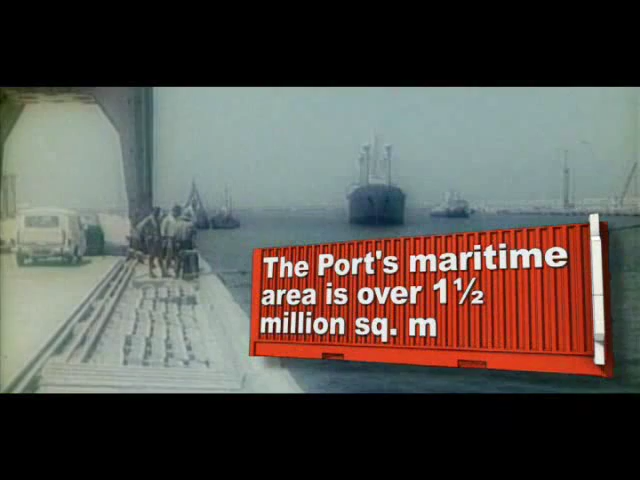 The Port's maritime
area is over 1½
million sq. m